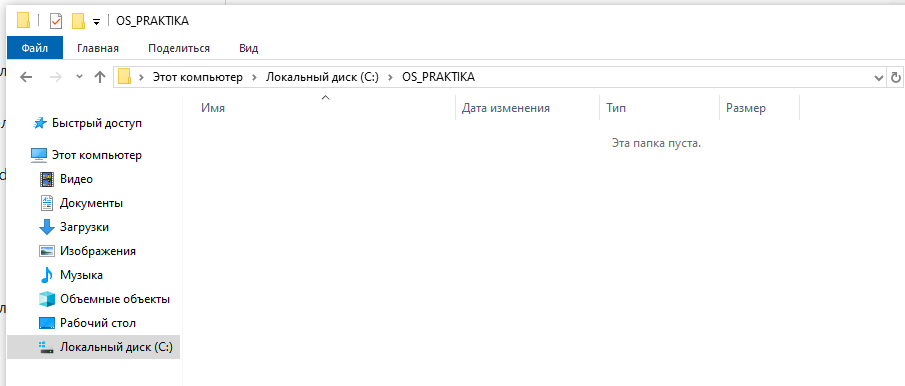 OS_PRAKTIKA
Файл Главная Поделиться Вид
Этот компьютер Локальный диск (C:) OS_PRAKTIKA
Имя Дата изменения Тип Размер
Эта папка пуста.
Быстрый доступ
Этот компьютер
Видео
Документы
Загрузки
Изображения
Музыка
Объемные объекты
Рабочий стол
Локальный диск (C:)